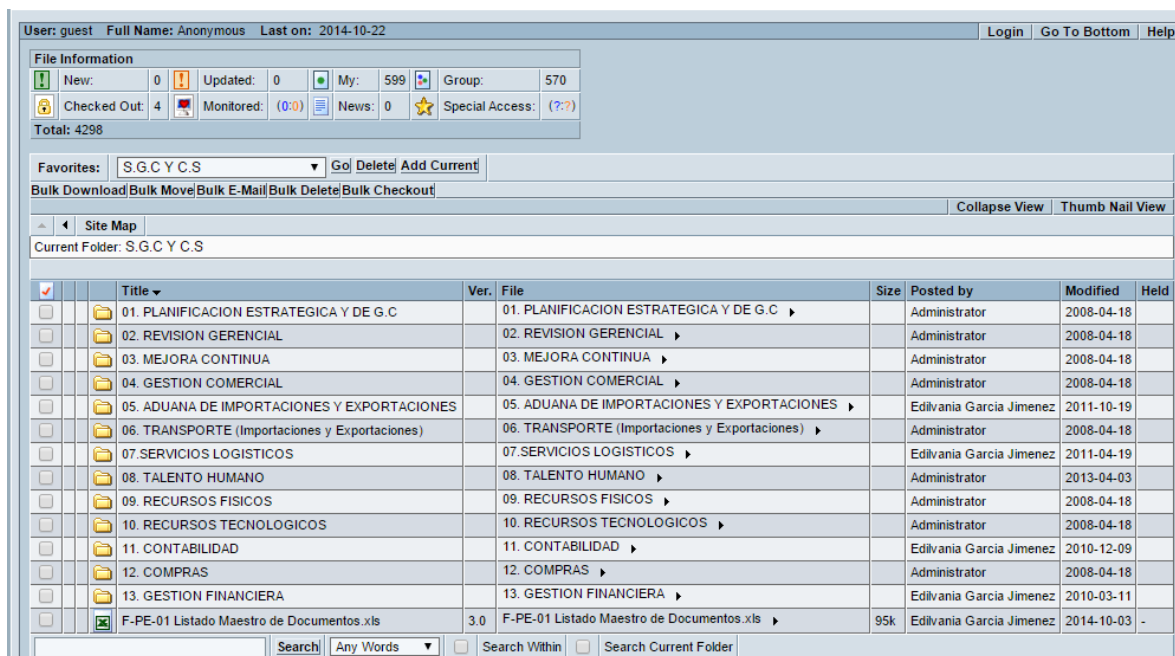 User: guest Full Name: Anonymous Last on: 2014-10-22 Login Go To Bottom Help
File Information
New: 0 Updated: 0 My: 599 Group: 570
Checked Out: 4 Monitored: (0:0) News: 0 Special Access: (?:?)
Total: 4298
Favorites: S.G.C Y C.S Go Delete Add Current
Bulk Download Bulk Move Bulk E-Mail Bulk Delete Bulk Checkout
Collapse View Thumb Nail View
Site Map
Current Folder: S.G.C Y C.S
Title Ver. File Size Posted by Modified Held
01. PLANIFICACION ESTRATEGICA Y DE G.C 01. PLANIFICACION ESTRATEGICA Y DE G.C Administrator 2008-04-18
02. REVISION GERENCIAL 02. REVISION GERENCIAL Administrator 2008-04-18
03. MEJORA CONTINUA 03. MEJORA CONTINUA Administrator 2008-04-18
04. GESTION COMERCIAL 04. GESTION COMERCIAL Administrator 2008-04-18
05. ADUANA DE IMPORTACIONES Y EXPORTACIONES 05. ADUANA DE IMPORTACIONES Y EXPORTACIONES Edilvania Garcia Jimenez 2011-10-19
06. TRANSPORTE (Importaciones y Exportaciones) 06. TRANSPORTE (Importaciones y Exportaciones) Administrator 2008-04-18
07.SERVICIOS LOGISTICOS 07.SERVICIOS LOGISTICOS Edilvania Garcia Jimenez 2011-04-19
08. TALENTO HUMANO 08. TALENTO HUMANO Administrator 2013-04-03
09. RECURSOS FISICOS 09. RECURSOS FISICOS Administrator 2008-04-18
10. RECURSOS TECNOLOGICOS 10. RECURSOS TECNOLOGICOS Administrator 2008-04-18
11. CONTABILIDAD 11. CONTABILIDAD Edilvania Garcia Jimenez 2010-12-09
12. COMPRAS 12. COMPRAS Administrator 2008-04-18
13. GESTION FINANCIERA 13. GESTION FINANCIERA Edilvania Garcia Jimenez 2010-03-11
F-PE-01 Listado Maestro de Documentos.xls 3.0 F-PE-01 Listado Maestro de Documentos.xls 95k Edilvania Garcia Jimenez 2014-10-03 -
Search Any Words Search Within Search Current Folder